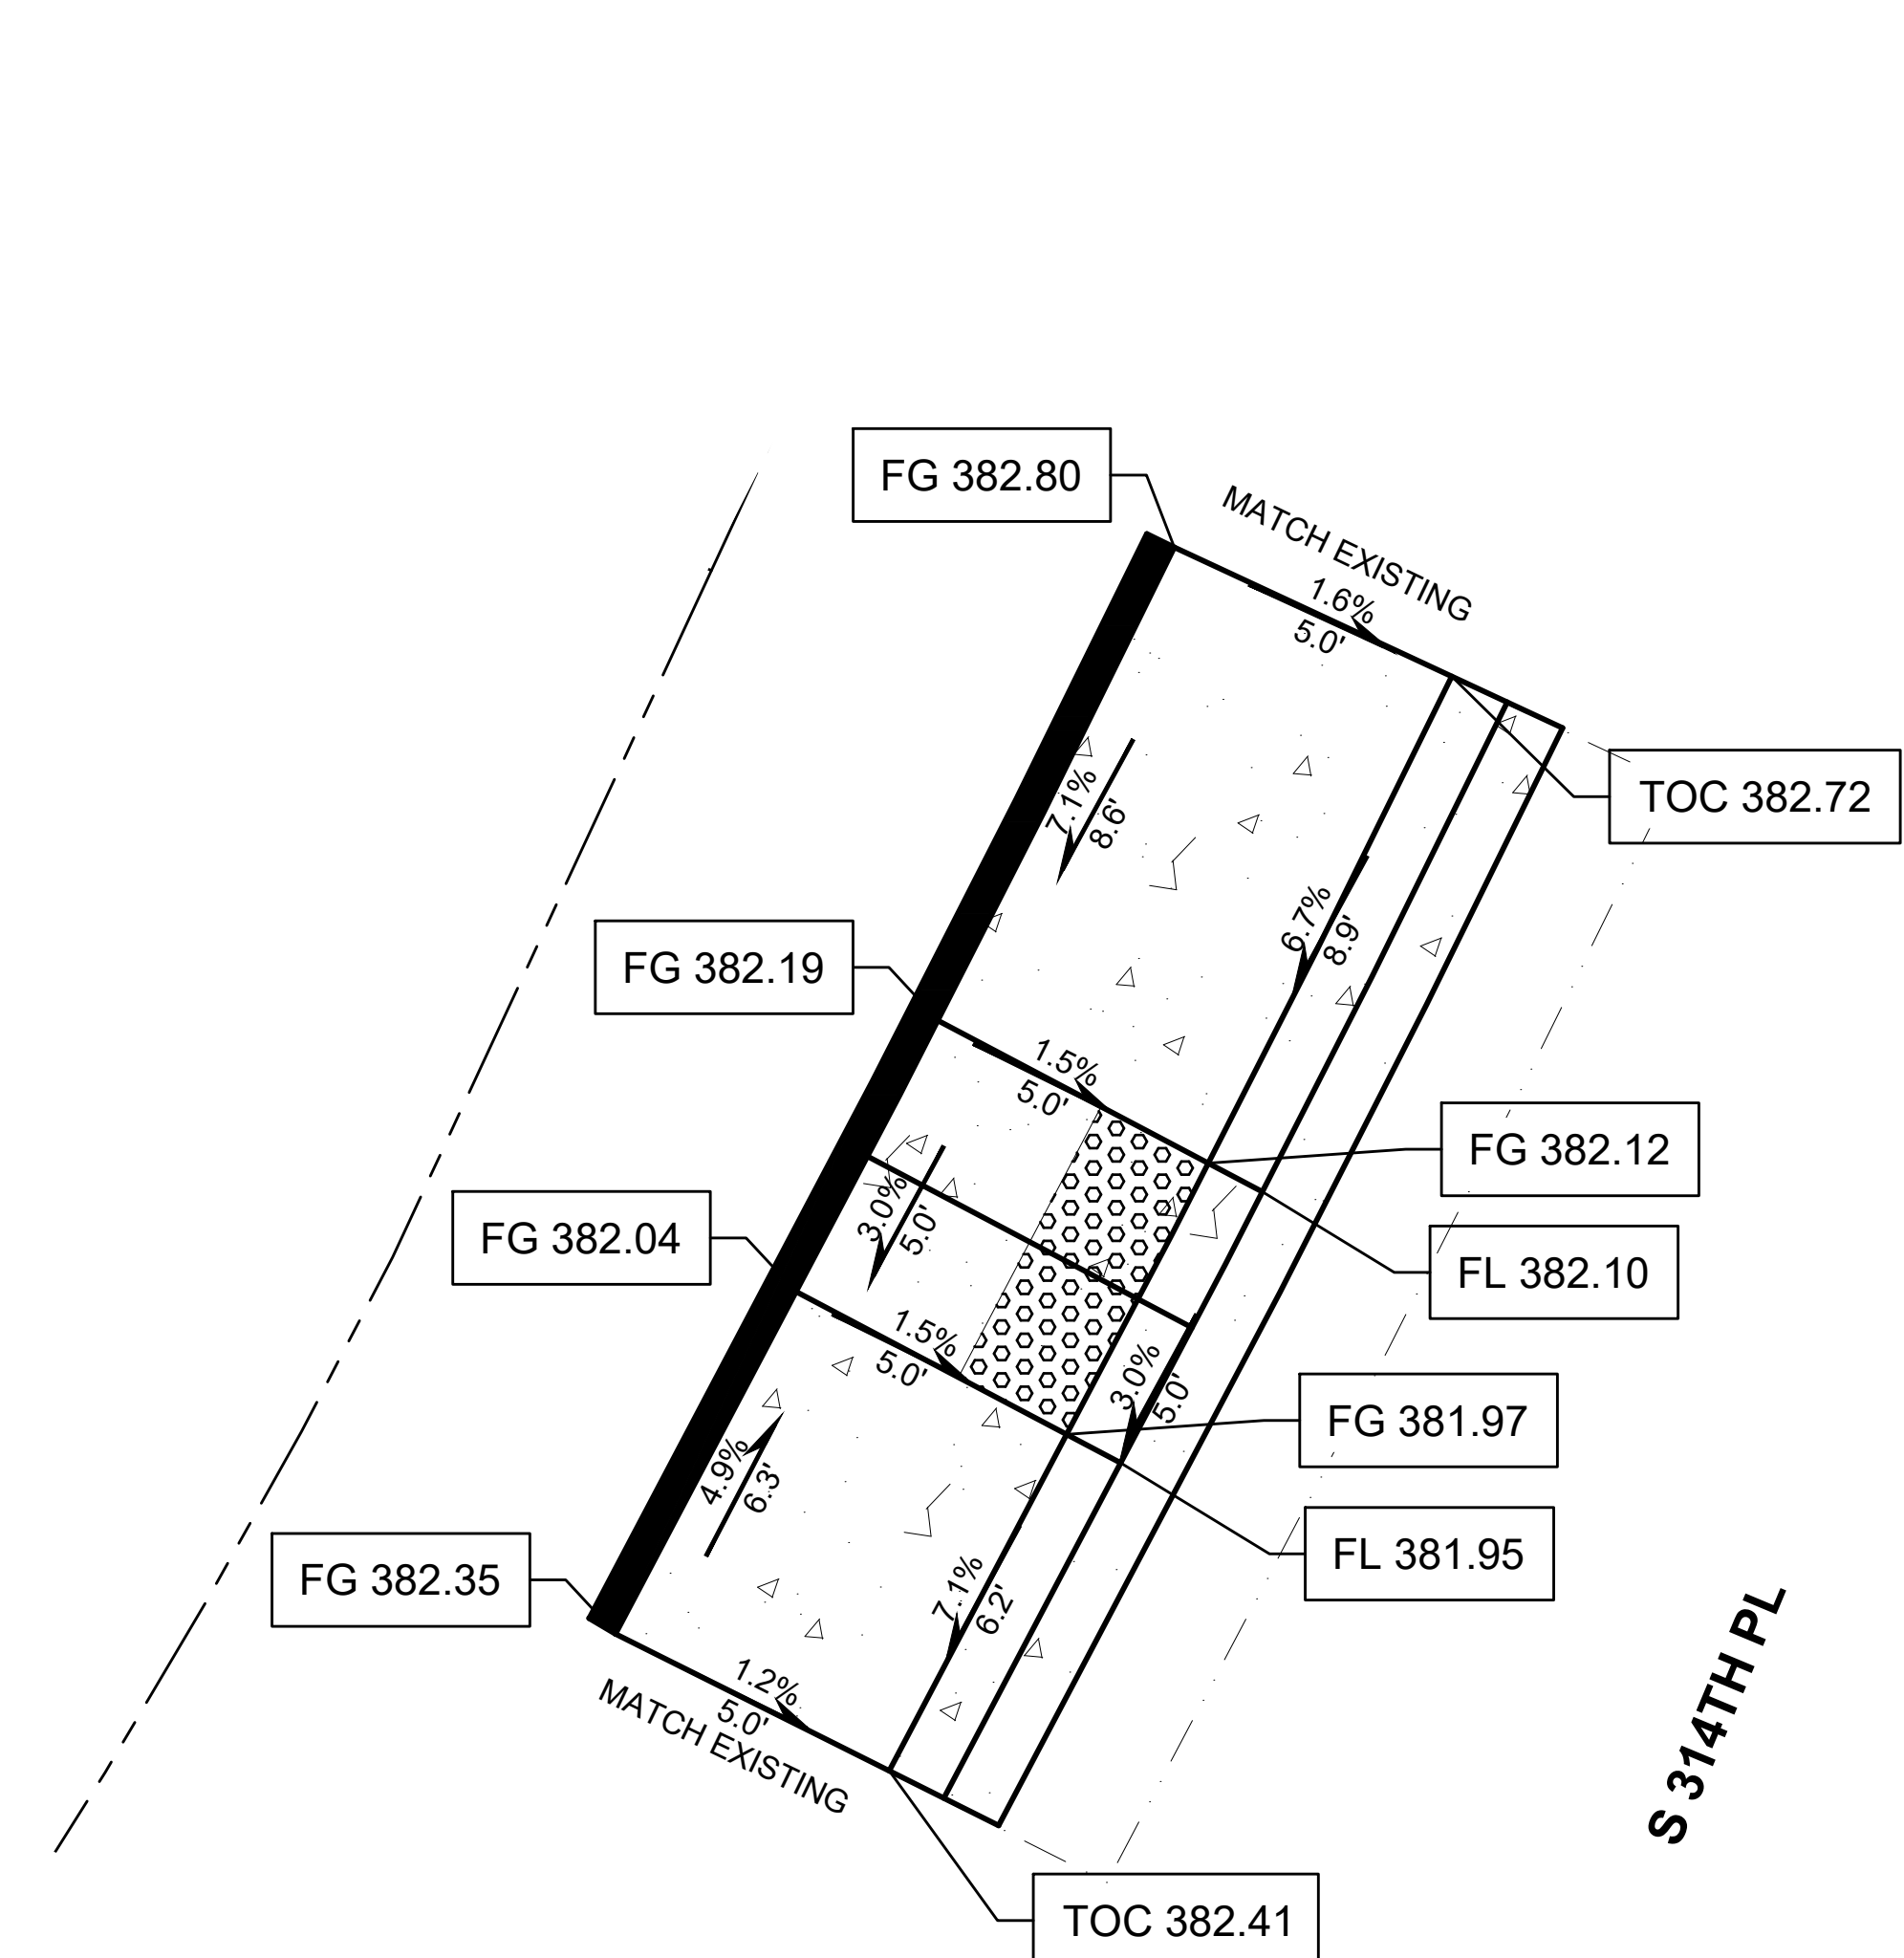 FG 382.80
MATCH EXISTING
1.6%
5.0'
TOC 382.72
7.1%
8.6'
6.7%
8.9'
FG 382.19
1.5%
5.0'
FG 382.12
FG 382.04
3.0%
5.0'
FL 382.10
1.5%
5.0'
3.0%
5.0'
FG 381.97
4.9%
6.3'
FL 381.95
FG 382.35
7.1%
6.2'
1.2%
5.0'
MATCH EXISTING
S 314TH PL
TOC 382.41